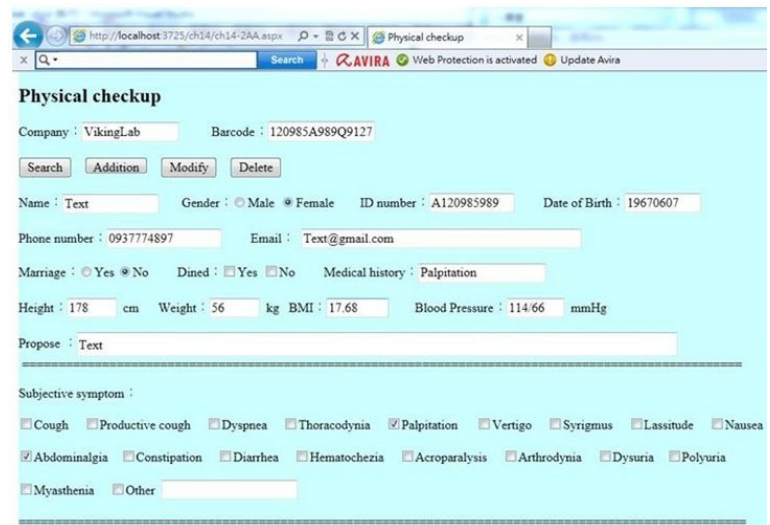 http://localhost:3725/ch14/ch14-2AA.aspx Physical checkup
Search AVIRA Web Protection is activated Update Avira
Physical checkup
Company : VikingLab Barcode : 120985A989Q9127
Search Addition Modify Delete
Name : Text Gender : Male Female ID number : A120985989 Date of Birth : 19670607
Phone number : 0937774897 Email : Text@gmail.com
Marriage : Yes No Dined : Yes No Medical history : Palpitation
Height : 178 cm Weight : 56 kg BMI : 17.68 Blood Pressure : 114/66 mmHg
Propose : Text
Subjective symptom :
Cough Productive cough Dyspnea Thoracodynia Palpitation Vertigo Syrigmus Lassitude Nausea
Abdominalgia Constipation Diarrhea Hematochezia Acroparalysis Arthrodynia Dysuria Polyuria
Myasthenia Other